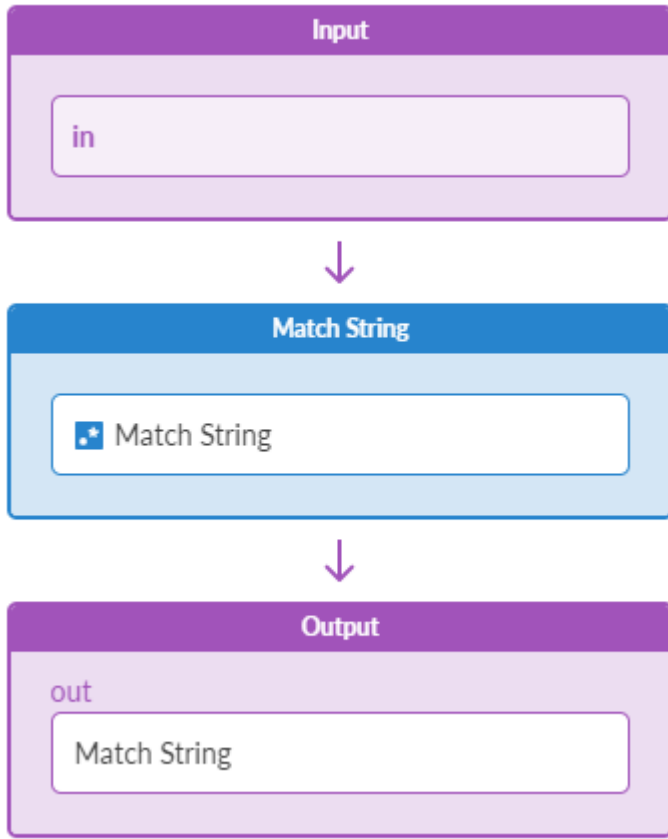 Input
in
Match String
Match String
Output
out
Match String